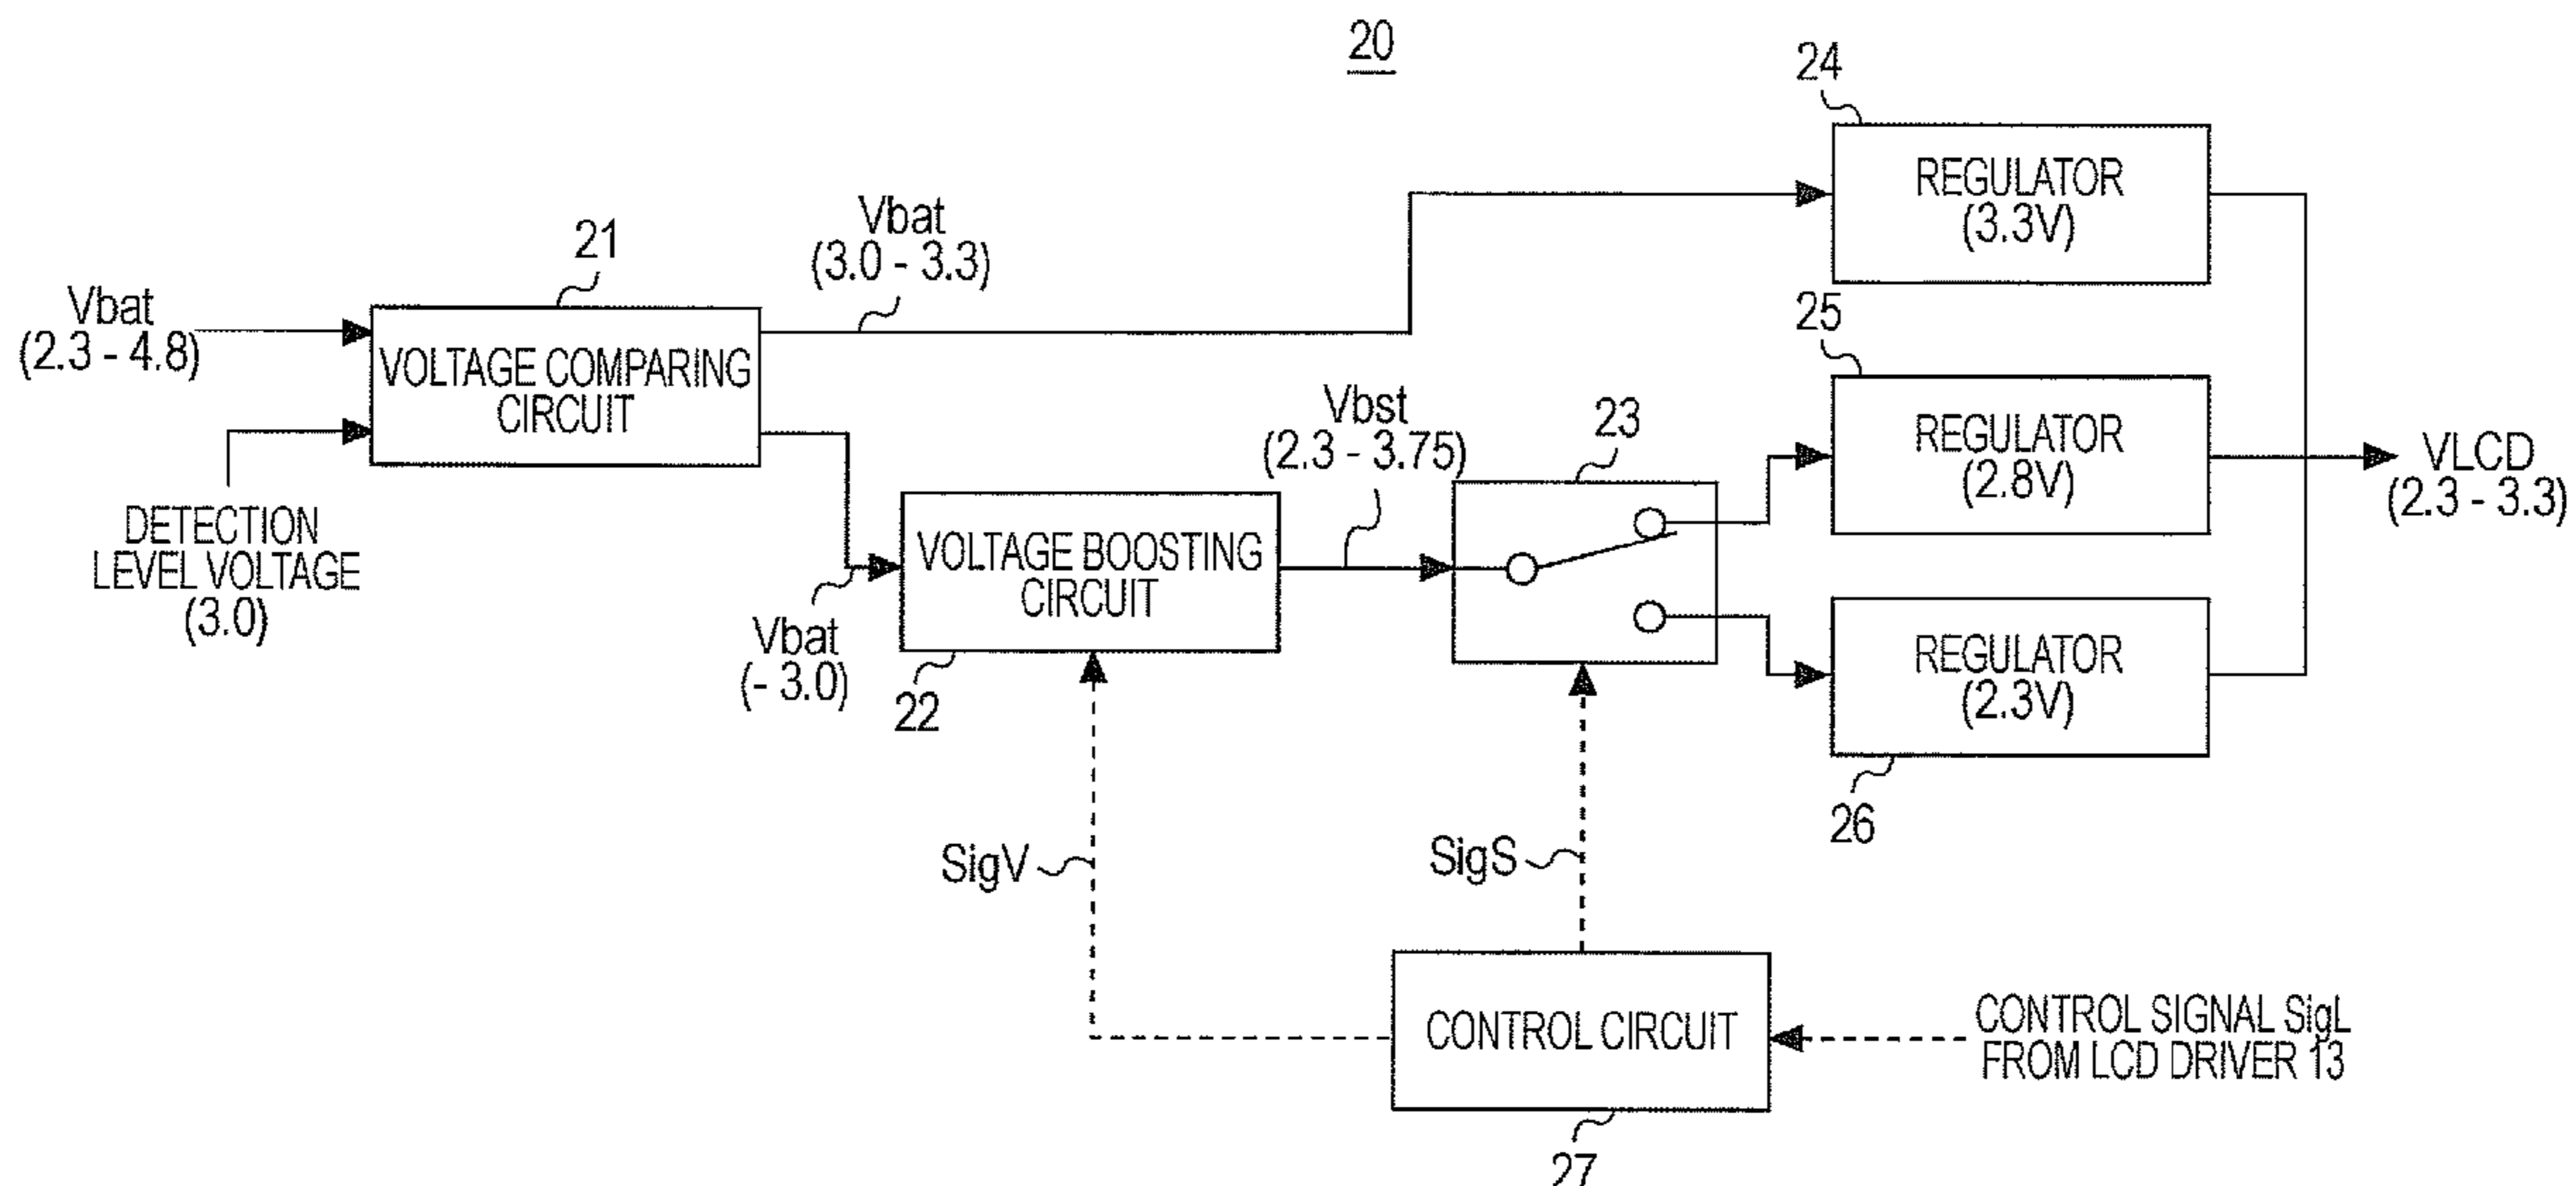 20
24
REGULATOR
(3.3V)
Vbat
(3.0 - 3.3)
21
Vbat
(2.3 - 4.8)
VOLTAGE COMPARING
CIRCUIT
DETECTION
LEVEL VOLTAGE
(3.0)
25
REGULATOR
(2.8V)
Vbst
(2.3 - 3.75)
23
VLCD
(2.3 - 3.3)
VOLTAGE BOOSTING
CIRCUIT
22
Vbat
(- 3.0)
REGULATOR
(2.3V)
26
SigV
SigS
CONTROL CIRCUIT
27
CONTROL SIGNAL SigL
FROM LCD DRIVER 13